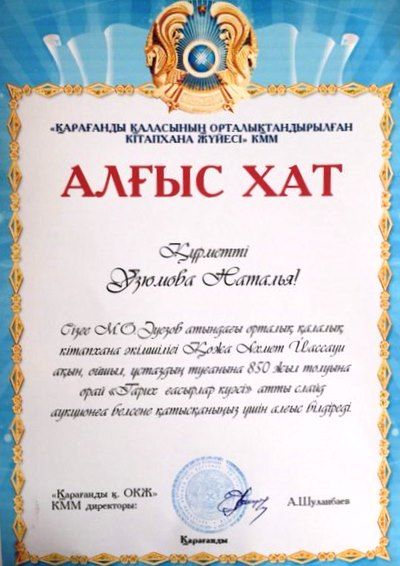 «ҚАРАҒАНДЫ ҚАЛАСЫНЫҢ ОРТАЛЫҚТАНДЫРЫЛҒАН
КІТАПХАНА ЖҮЙЕСІ» КММ
АЛҒЫС ХАТ
Құрметті
Узюмова Наталья!
Сізге М.О.Әуезов атындағы орталық қалалық
кітапхана әкімшілігі Қожа Ахмет Иассауи
ақын, ойшыл, ұстаздың туғанына 850 жыл толуына
орай «Тарих ғасырлар куәсі» атты слайд
аукционға белсене қатысқаныңыз үшін алғыс білдіреді.
«Қарағанды қ. ОКЖ»
КММ директоры:
А.Шуланбаев
Қарағанды